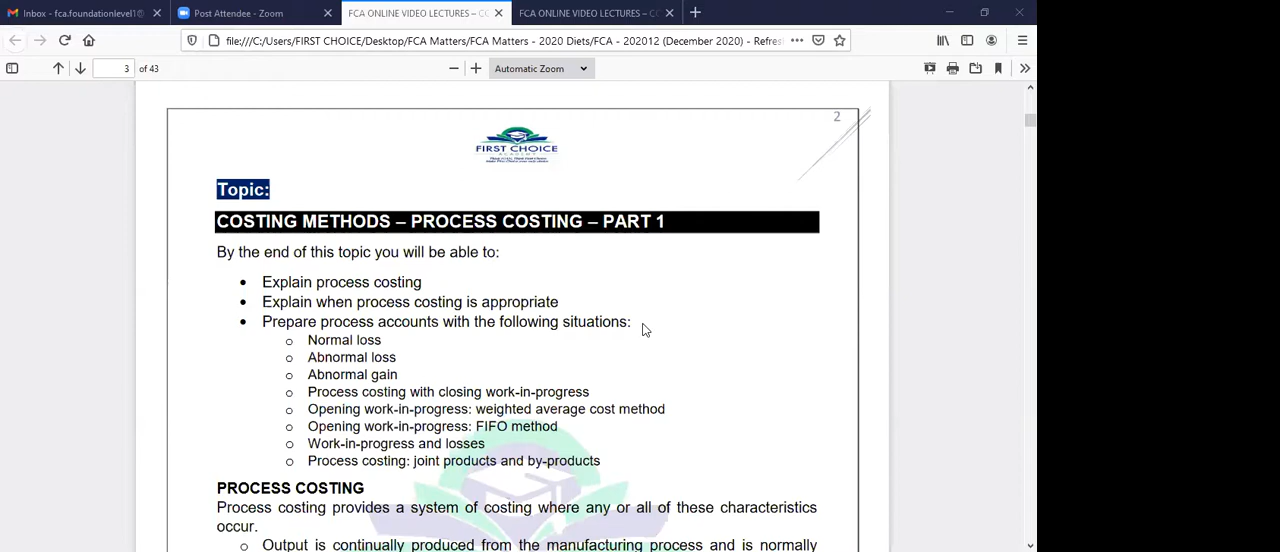 Inbox - fca.foundationlevel1@
Post Attendee - Zoom
FCA ONLINE VIDEO LECTURES – CO
FCA ONLINE VIDEO LECTURES – C
file:///C:/Users/FIRST CHOICE/Desktop/FCA Matters/FCA Matters - 2020 Diets/FCA - 202012 (December 2020) - Refres
3 of 43
Automatic Zoom
2
FIRST CHOICE
ACADEMY
Topic:
COSTING METHODS – PROCESS COSTING – PART 1
By the end of this topic you will be able to:
• Explain process costing
• Explain when process costing is appropriate
• Prepare process accounts with the following situations:
o Normal loss
o Abnormal loss
o Abnormal gain
o Process costing with closing work-in-progress
o Opening work-in-progress: weighted average cost method
o Opening work-in-progress: FIFO method
o Work-in-progress and losses
o Process costing: joint products and by-products
PROCESS COSTING
Process costing provides a system of costing where any or all of these characteristics
occur.
o Output is continually produced from the manufacturing process and is normally